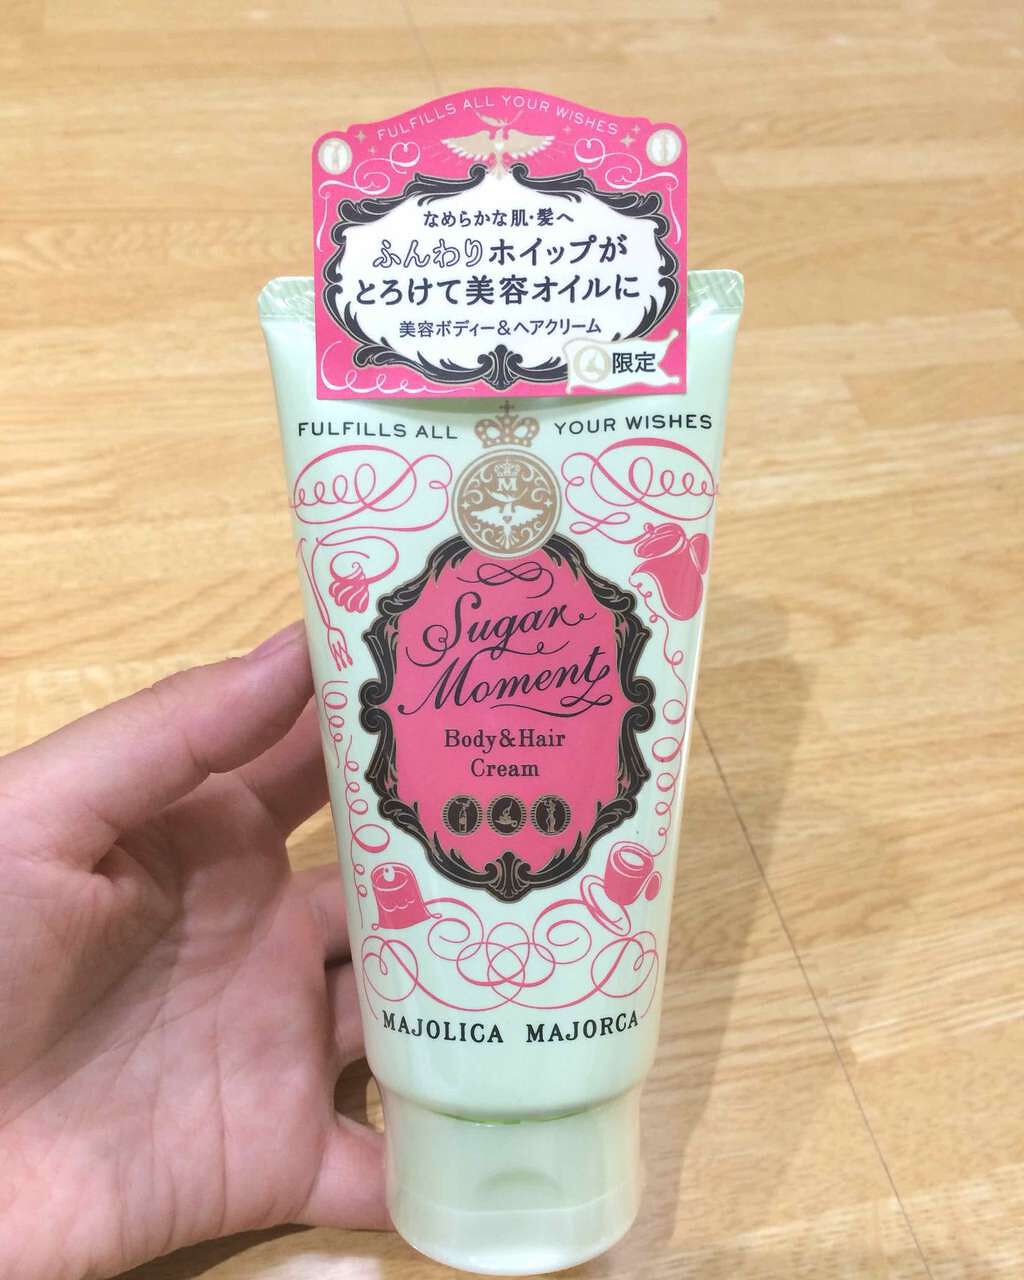 FULFILLS ALL YOUR WISHES
なめらかな肌・髪へ
ふんわりホイップが
とろけて美容オイルに
美容ボディー&ヘアクリーム
限定
FULFILLS ALL YOUR WISHES
M
Sugar
Moment
Body&Hair
Cream
MAJOLICA MAJORCA